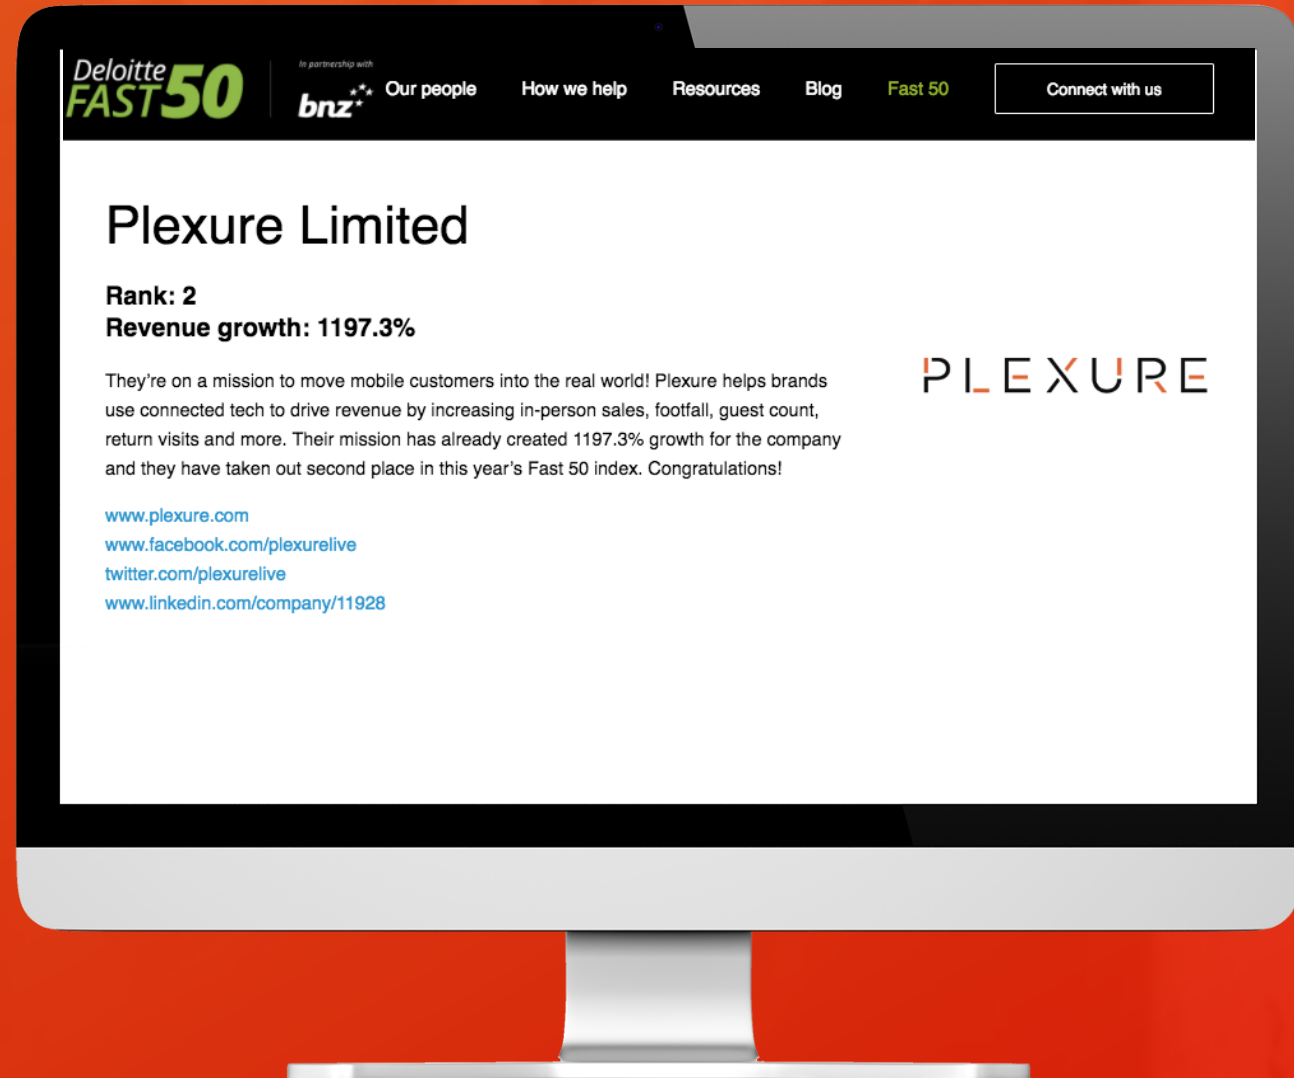 Deloitte
FAST50
In partnership with
bnz
Our people How we help Resources Blog Fast 50 Connect with us
Plexure Limited
Rank: 2
Revenue growth: 1197.3%
They’re on a mission to move mobile customers into the real world! Plexure helps brands
use connected tech to drive revenue by increasing in-person sales, footfall, guest count,
return visits and more. Their mission has already created 1197.3% growth for the company
and they have taken out second place in this year’s Fast 50 index. Congratulations!
PLEXURE
www.plexure.com
www.facebook.com/plexurelive
twitter.com/plexurelive
www.linkedin.com/company/11928